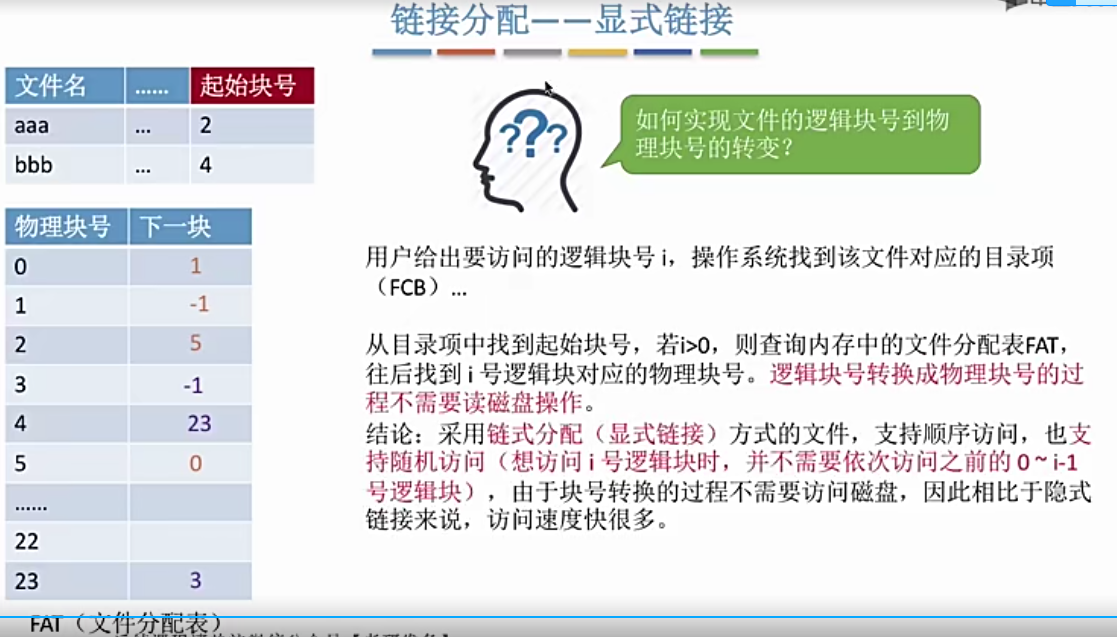 链接分配——显式链接
文件名 …… 起始块号
aaa ... 2
bbb ... 4
???
如何实现文件的逻辑块号到物
理块号的转变？
物理块号 下一块
0 1
1 -1
2 5
3 -1
4 23
5 0
……
22
23 3
FAT（文件分配表）
用户给出要访问的逻辑块号 i，操作系统找到该文件对应的目录项
（FCB）…
从目录项中找到起始块号，若i>0，则查询内存中的文件分配表FAT，
往后找到 i 号逻辑块对应的物理块号。逻辑块号转换成物理块号的过
程不需要读磁盘操作。
结论：采用链式分配（显式链接）方式的文件，支持顺序访问，也支
持随机访问（想访问 i 号逻辑块时，并不需要依次访问之前的 0 ~ i-1
号逻辑块），由于块号转换的过程不需要访问磁盘，因此相比于隐式
链接来说，访问速度快很多。